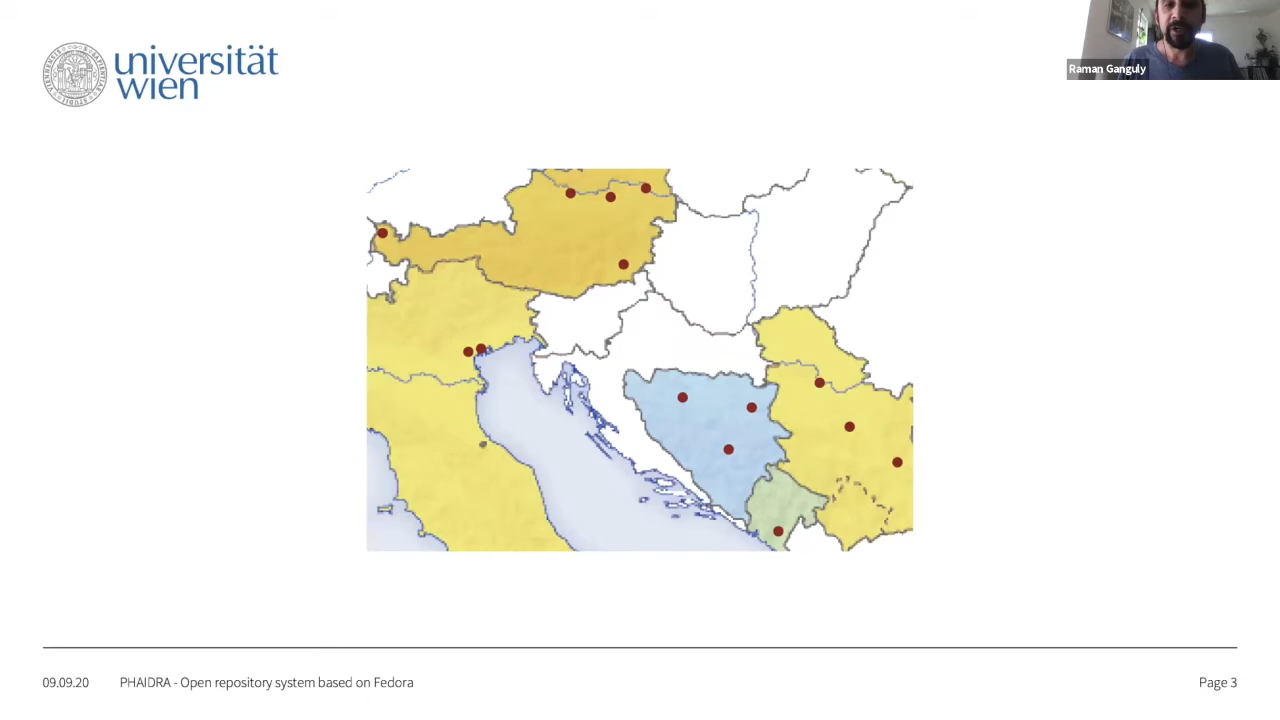 universität
wien
Raman Ganguly
09.09.20 PHAIDRA - Open repository system based on Fedora Page 3